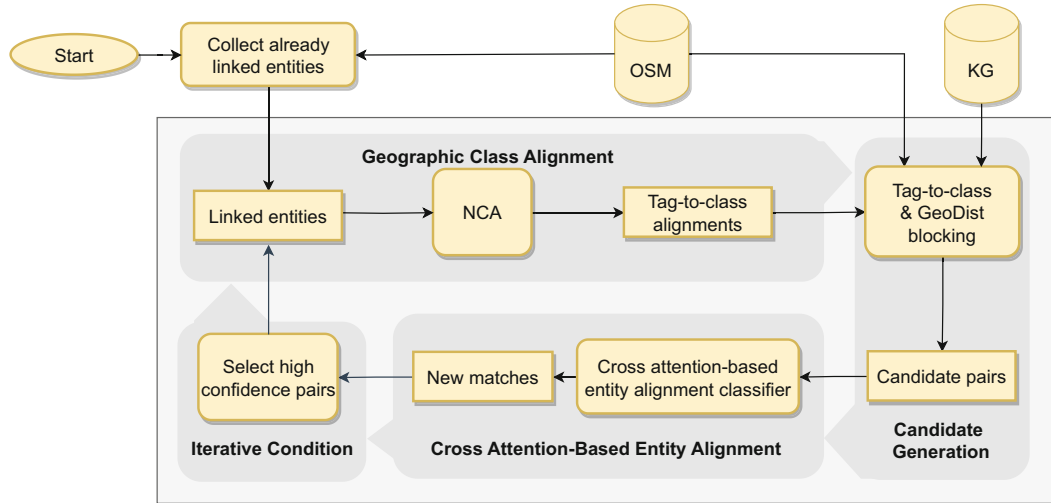 Start
Collect already
linked entities
OSM
KG
Geographic Class Alignment
Linked entities
NCA
Tag-to-class
alignments
Tag-to-class
& GeoDist
blocking
Select high
confidence pairs
New matches
Cross attention-based
entity alignment classifier
Candidate pairs
Iterative Condition
Cross Attention-Based Entity Alignment
Candidate
Generation